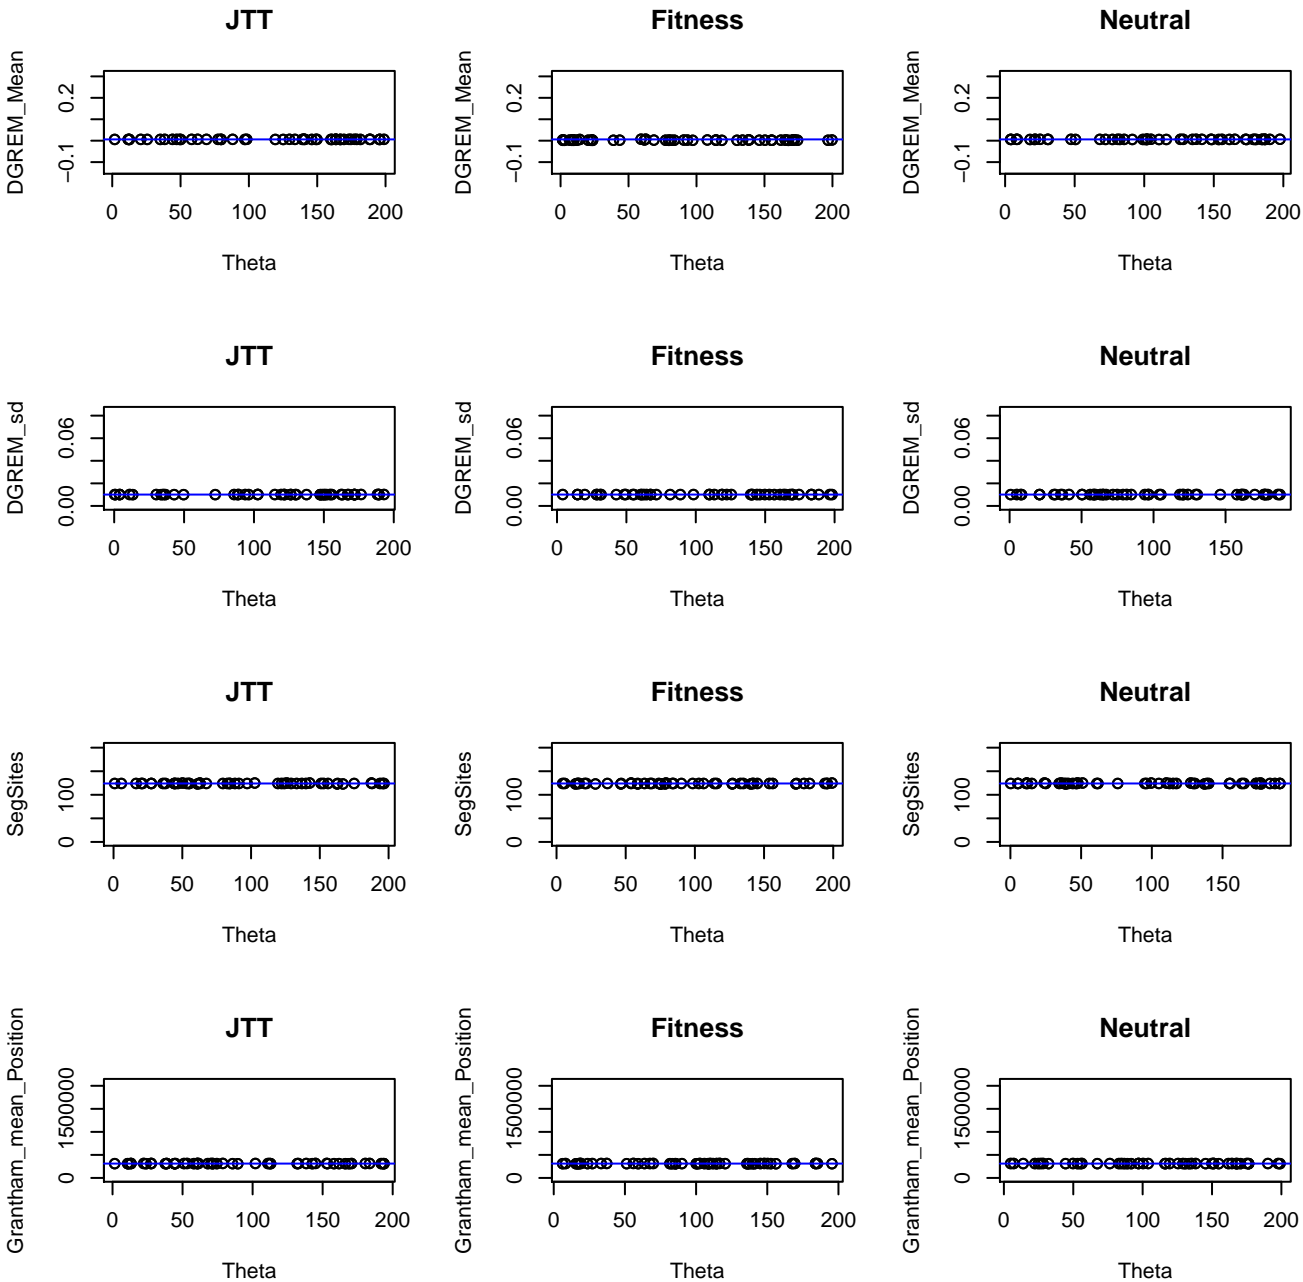 JTT Fitness Neutral
DGREM_Mean DGREM_Mean DGREM_Mean
0.2 0.2 0.2
−0.1 −0.1 −0.1
0 50 100 150 200 0 50 100 150 200 0 50 100 150 200
Theta Theta Theta
JTT Fitness Neutral
DGREM_sd DGREM_sd DGREM_sd
0.06 0.06 0.06
0.00 0.00 0.00
0 50 100 150 200 0 50 100 150 200 0 50 100 150
Theta Theta Theta
JTT Fitness Neutral
SegSites SegSites SegSites
100 100 100
0 0 0
0 50 100 150 200 0 50 100 150 200 0 50 100 150
Theta Theta Theta
JTT Fitness Neutral
Grantham_mean_Position Grantham_mean_Position Grantham_mean_Position
1500000 1500000 1500000
0 0 0
0 50 100 150 200 0 50 100 150 200 0 50 100 150 200
Theta Theta Theta